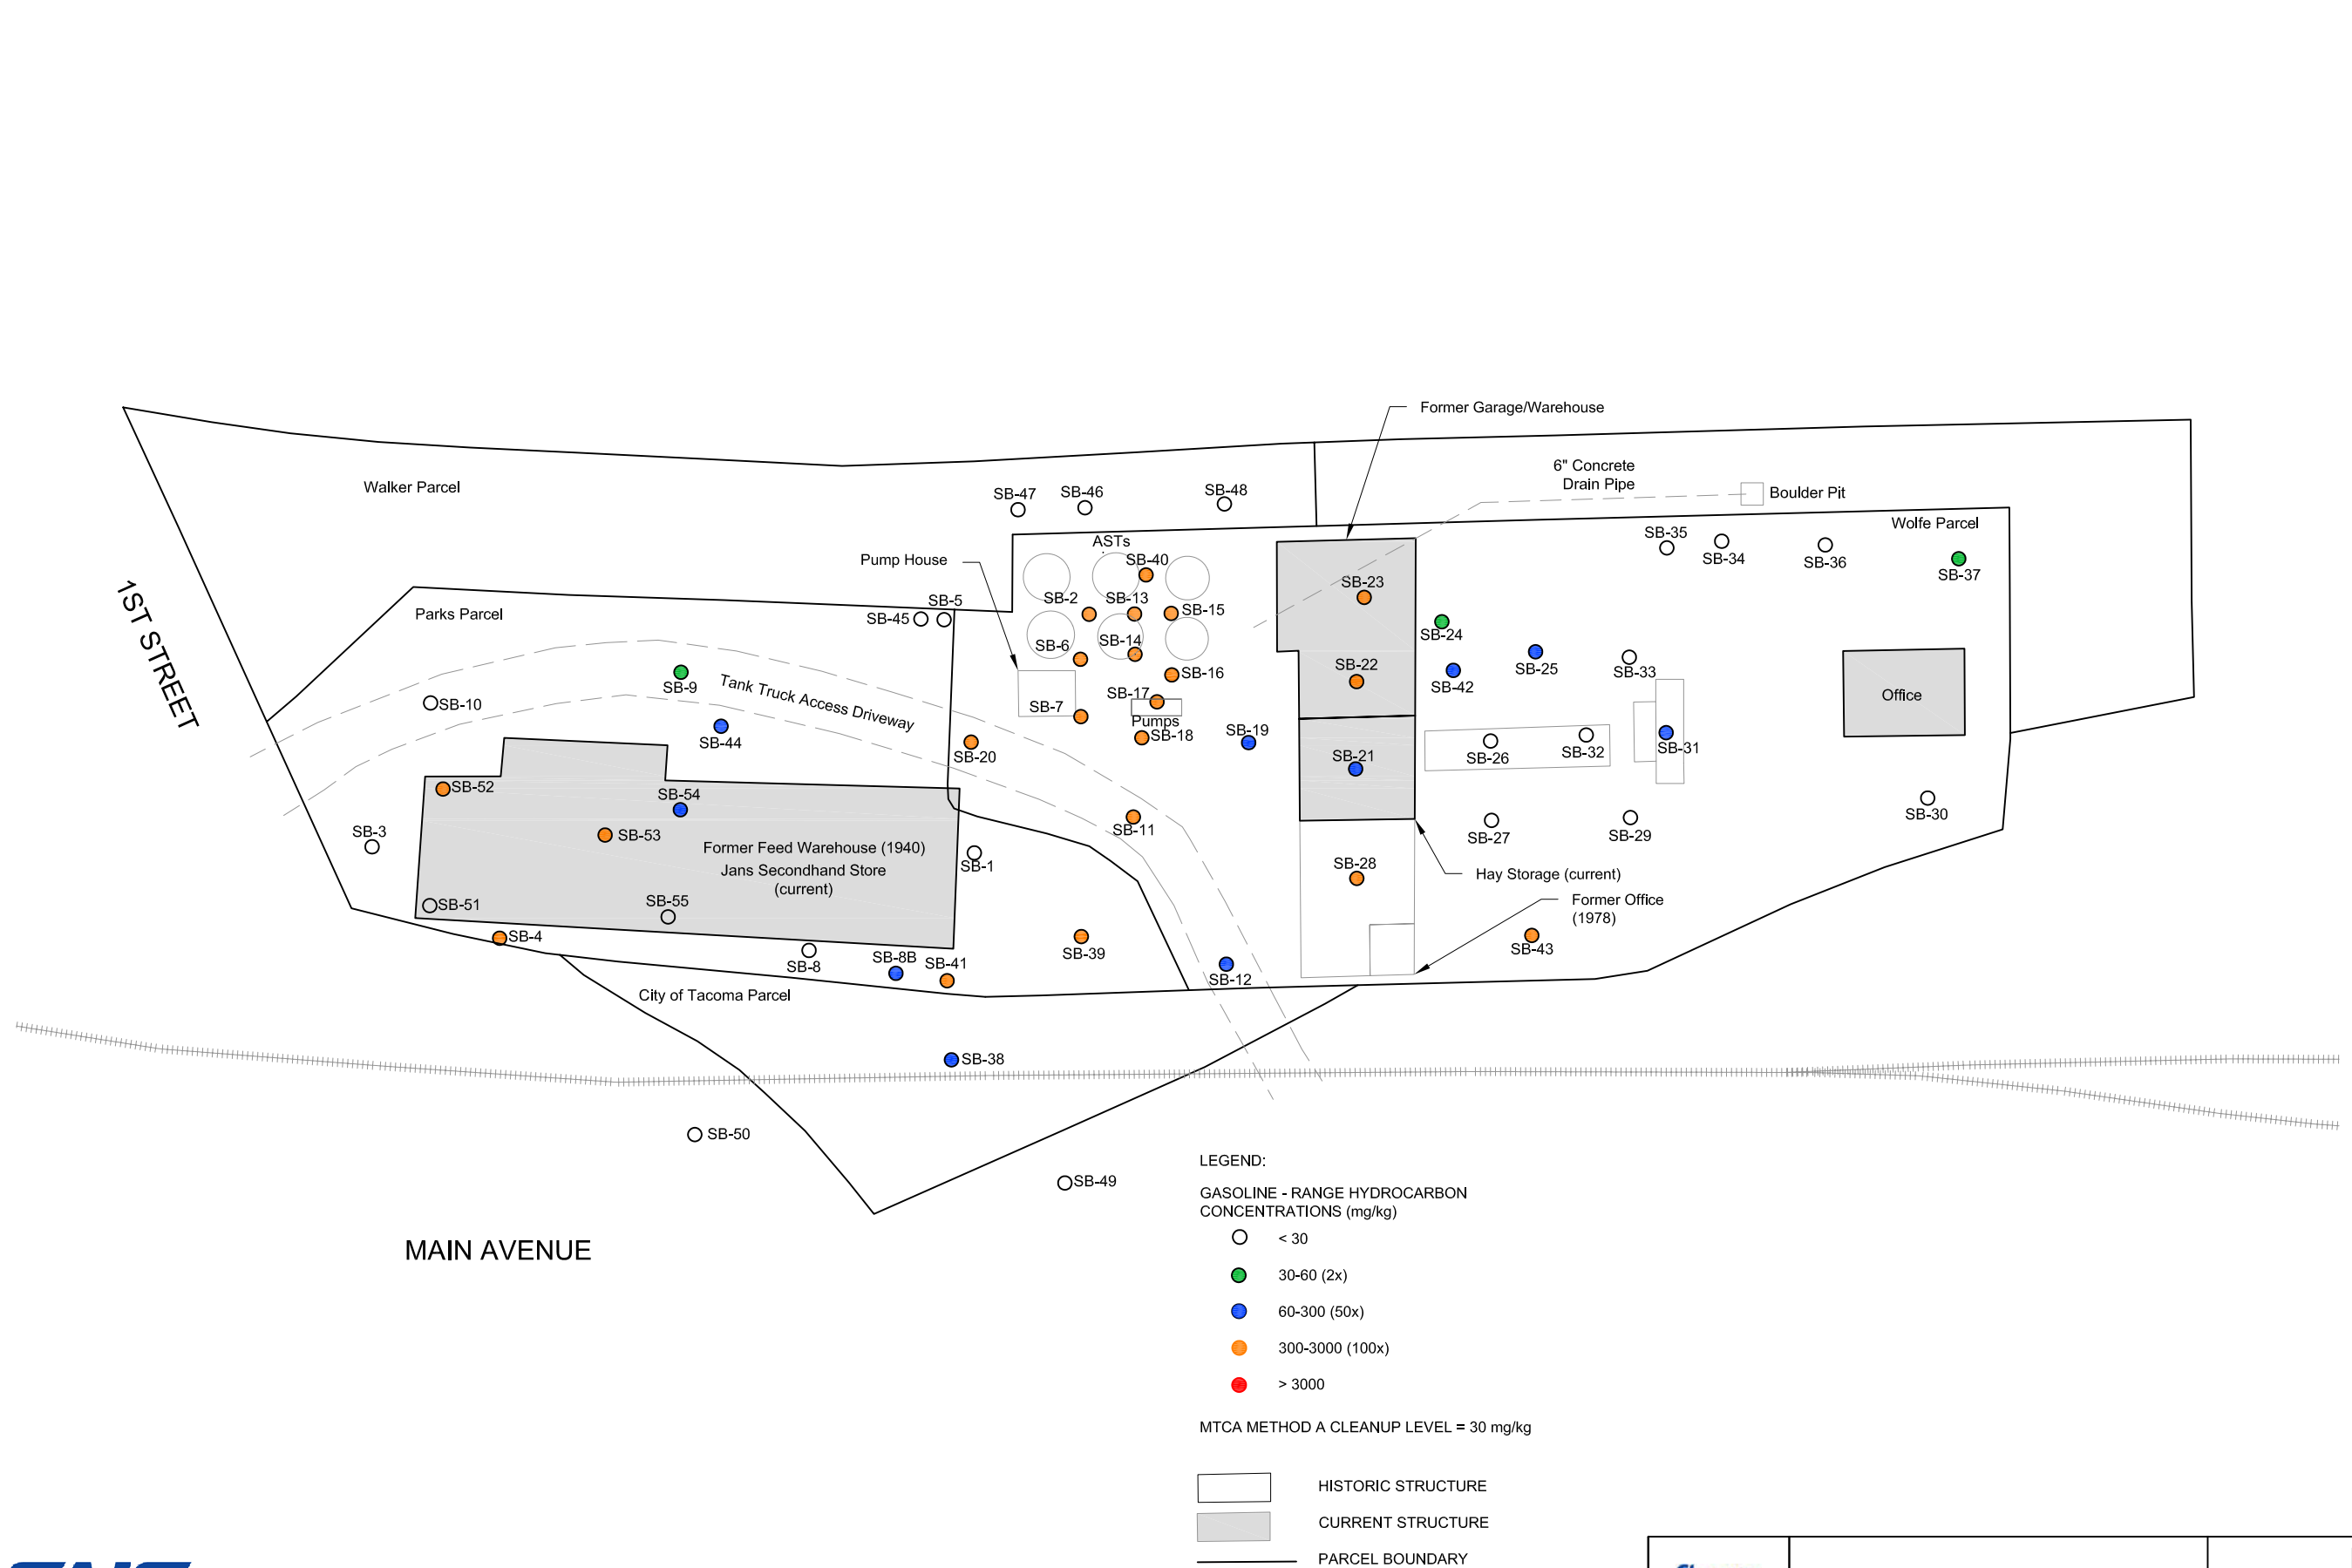 Former Garage/Warehouse
6" Concrete
Drain Pipe
Boulder Pit
Walker Parcel
SB-47
SB-46
SB-48
Wolfe Parcel
SB-35
SB-34
SB-36
SB-37
ASTs
SB-40
Pump House
SB-23
1ST STREET
Parks Parcel
SB-5
SB-45
SB-2
SB-13
SB-15
SB-24
SB-6
SB-14
SB-22
SB-16
SB-42
SB-25
SB-33
Office
SB-9
Tank Truck Access Driveway
SB-10
SB-7
SB-17
Pumps
SB-18
SB-19
SB-44
SB-20
SB-21
SB-26
SB-32
SB-31
SB-52
SB-54
SB-30
SB-3
SB-53
SB-11
SB-27
SB-29
Former Feed Warehouse (1940)
Jans Secondhand Store
(current)
SB-1
SB-28
Hay Storage (current)
Former Office
(1978)
SB-51
SB-55
SB-4
SB-8
SB-8B
SB-41
SB-39
SB-12
SB-43
City of Tacoma Parcel
SB-38
SB-50
SB-49
MAIN AVENUE
LEGEND:
GASOLINE - RANGE HYDROCARBON
CONCENTRATIONS (mg/kg)
< 30
30-60 (2x)
60-300 (50x)
300-3000 (100x)
> 3000
MTCA METHOD A CLEANUP LEVEL = 30 mg/kg
HISTORIC STRUCTURE
CURRENT STRUCTURE
PARCEL BOUNDARY